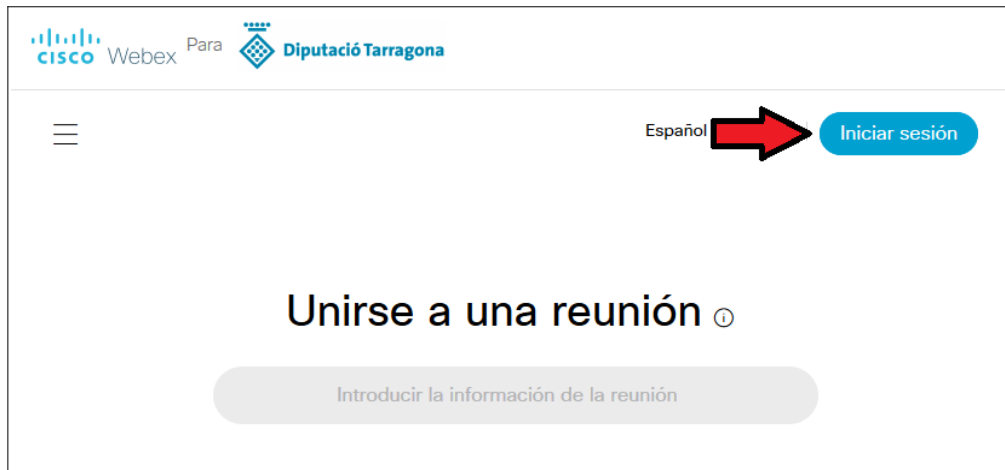 CISCO Webex Para Diputació Tarragona
Español Iniciar sesión
Unirse a una reunión
Introducir la información de la reunión